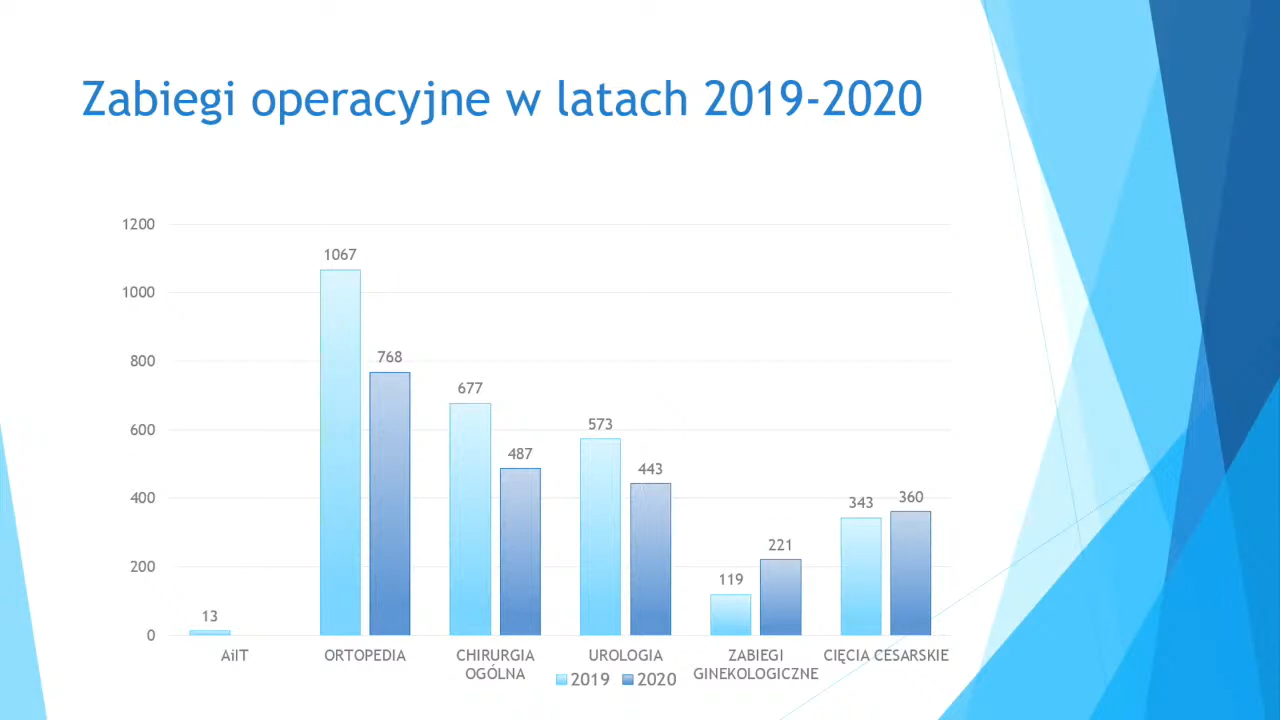 Zabiegi operacyjne w latach 2019-2020
1200
1000
800
600
400
200
0
13
1067
768
677
487
573
443
119
221
343
360
AiIT
ORTOPEDIA
CHIRURGIA
OGÓLNA
UROLOGIA
ZABIEGI
GINEKOLOGICZNE
CIĘCIA CESARSKIE
2019
2020